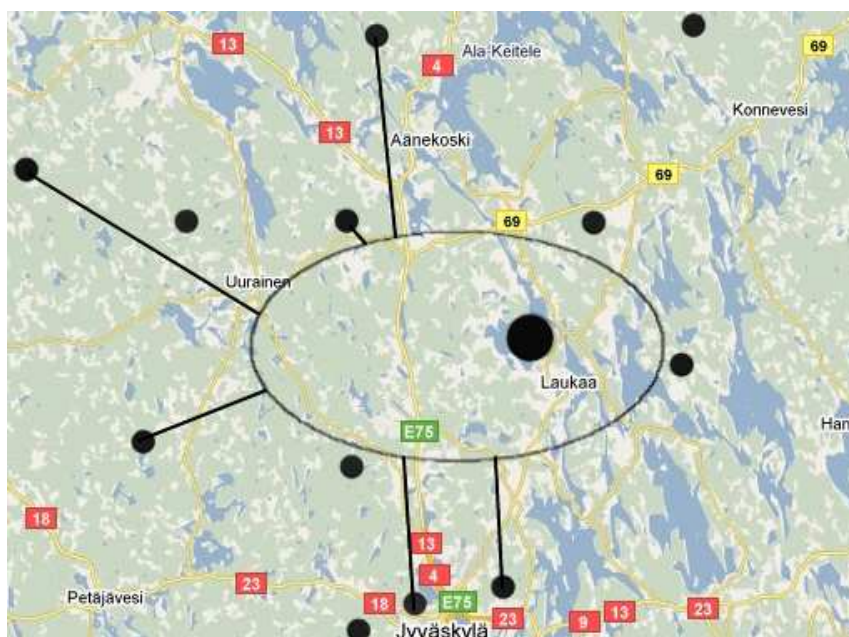 13
4
Ala-Keitele
69
Konnevesi
13
Äänekoski
69
69
Uurainen
Laukaa
Han
E75
18
13
4
23
Petäjävesi
18
E75
23
9
13
23
Jyväskylä